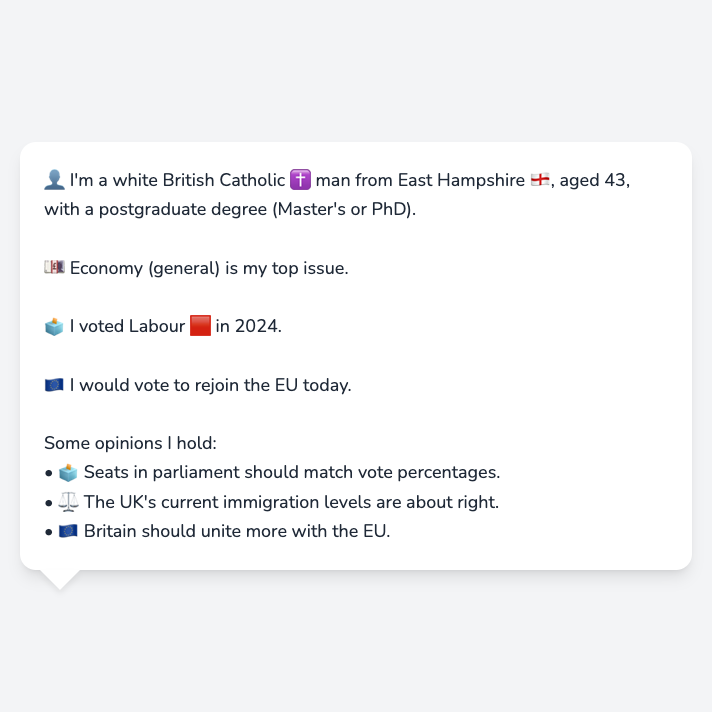 👤 I'm a white British Catholic ✝️ man from East Hampshire 🏴󠁧󠁢󠁥󠁮󠁧󠁿, aged 43,
with a postgraduate degree (Master's or PhD).
💷 Economy (general) is my top issue.
🗳️ I voted Labour 🟥 in 2024.
🇪🇺 I would vote to rejoin the EU today.
Some opinions I hold:
• 🗳️ Seats in parliament should match vote percentages.
• ⚖️ The UK's current immigration levels are about right.
• 🇪🇺 Britain should unite more with the EU.